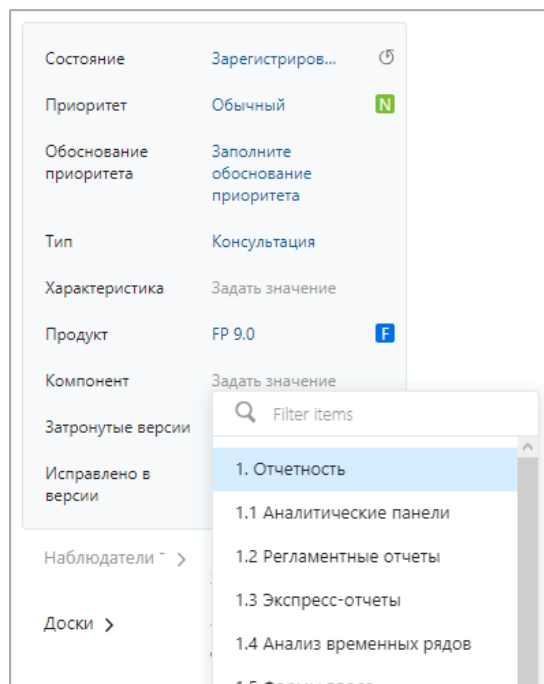 Состояние Зарегистриров...
Приоритет Обычный N
Обоснование Заполните
приоритета обоснование
приоритета
Тип Консультация
Характеристика Задать значение
Продукт FP 9.0 F
Компонент Задать значение
Filter items
Затронутые версии
1. Отчетность
Исправлено в
версии
1.1 Аналитические панели
Наблюдатели
1.2 Регламентные отчеты
1.3 Экспресс-отчеты
Доски
1.4 Анализ временных рядов